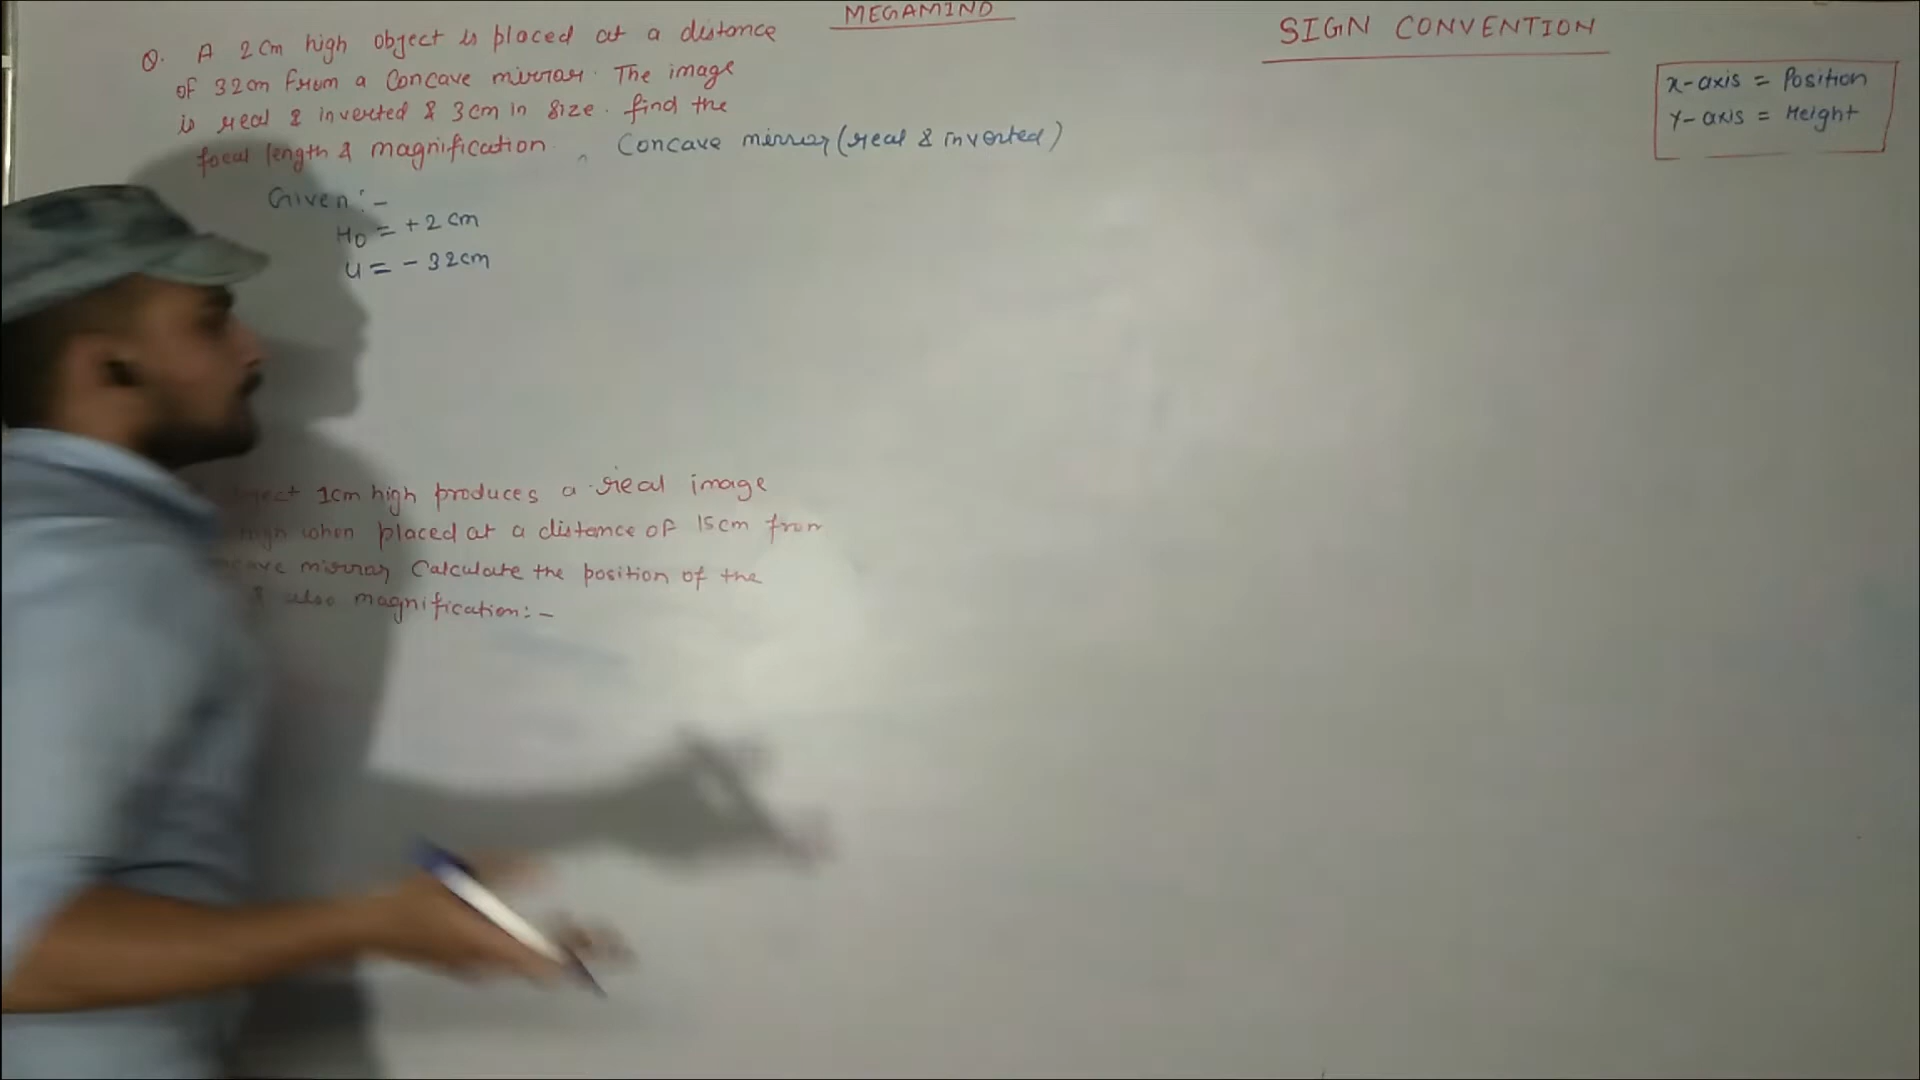 MEGAMIND
SIGN CONVENTION
x-axis = Position
Y-axis = Height
Q. A 2cm high object is placed at a distance
of 32cm from a Concave mirror. The image
is real & inverted & 3cm in size. find the
focal length & magnification
Concave mirror (real & inverted)
Given:-
Ho = +2 cm
u = - 32cm
1cm high produces a real image
when placed at a distance of 15cm from
mirror Calculate the position of the
& also magnification:-